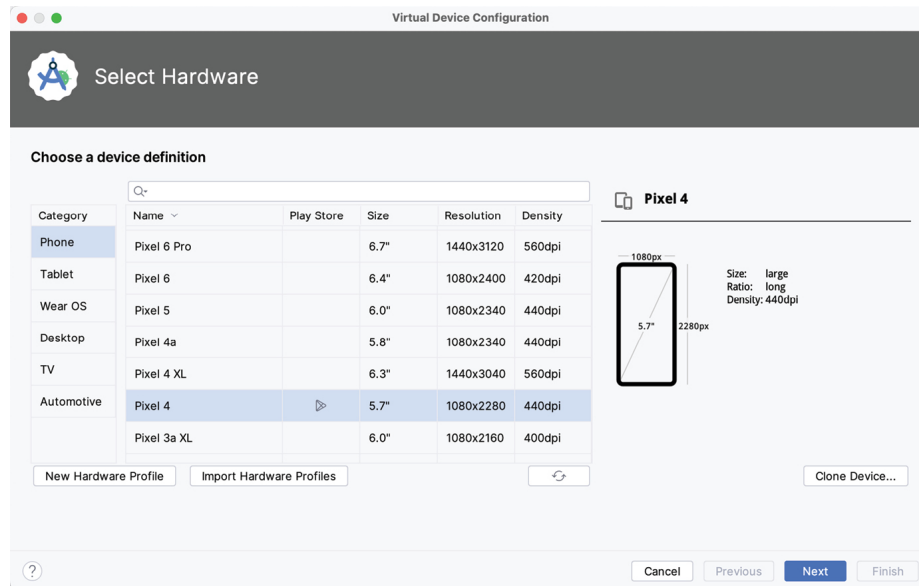 Virtual Device Configuration
Select Hardware
Choose a device definition
Category
Phone
Tablet
Wear OS
Desktop
TV
Automotive
Name Play Store Size Resolution Density
Pixel 6 Pro 6.7" 1440x3120 560dpi
Pixel 6 6.4" 1080x2400 420dpi
Pixel 5 6.0" 1080x2340 440dpi
Pixel 4a 5.8" 1080x2340 440dpi
Pixel 4 XL 6.3" 1440x3040 560dpi
Pixel 4 5.7" 1080x2280 440dpi
Pixel 3a XL 6.0" 1080x2160 400dpi
New Hardware Profile Import Hardware Profiles
Pixel 4
1080px
5.7" 2280px
Size: large
Ratio: long
Density: 440dpi
Clone Device...
? Cancel Previous Next Finish